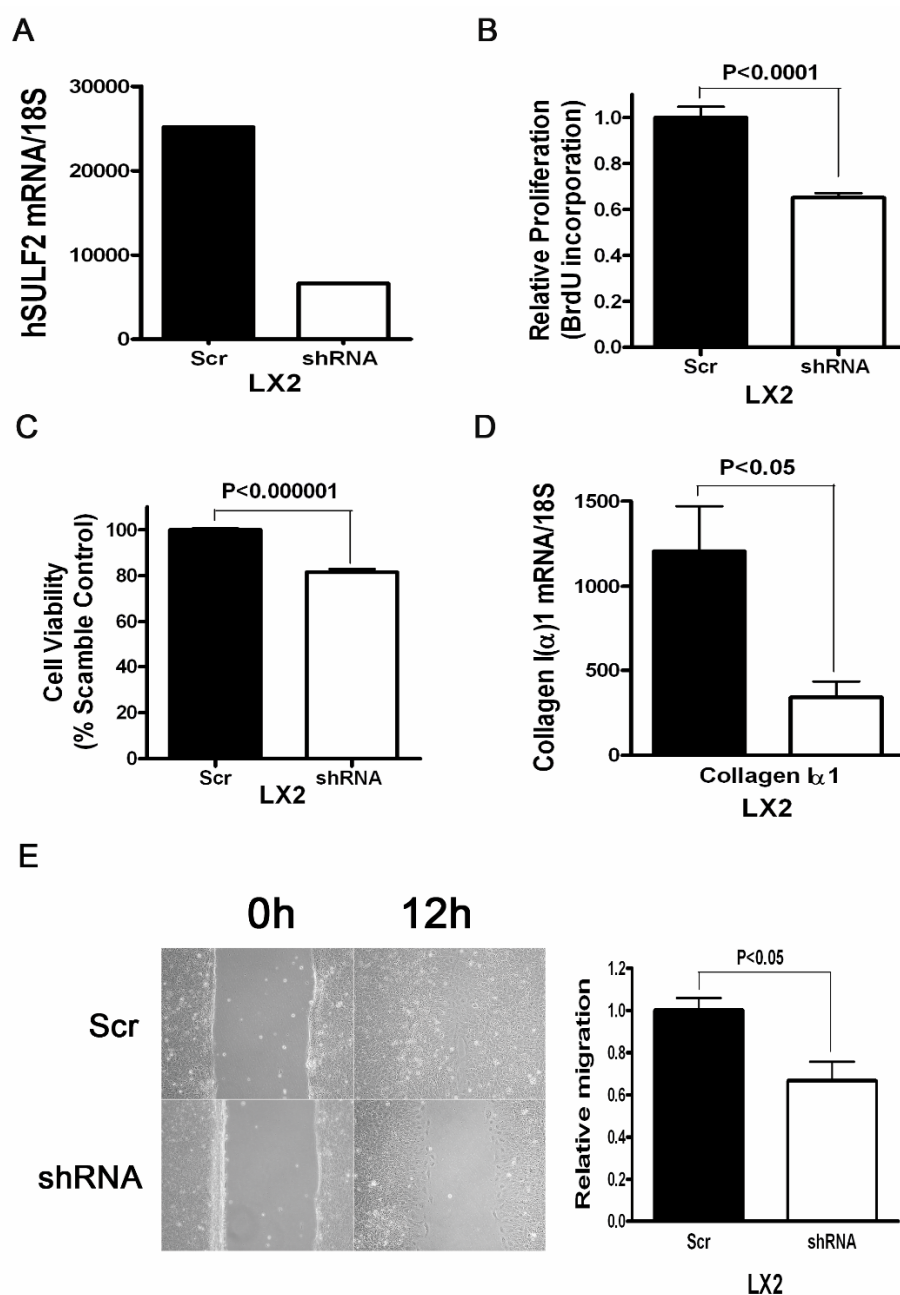 A
hSULF2 mRNA/18S
30000
20000
10000
0
Scr
shRNA
LX2
B
P<0.0001
Relative Proliferation
(BrdU incorporation)
1.0
0.8
0.6
0.4
0.2
0.0
Scr
shRNA
LX2
C
P<0.000001
Cell Viability
(% Scamble Control)
100
80
60
40
20
0
Scr
shRNA
LX2
D
P<0.05
Collagen I(α)1 mRNA/18S
1500
1000
500
0
Collagen Iα1
LX2
E
0h
12h
Scr
shRNA
P<0.05
Relative migration
1.2
1.0
0.8
0.6
0.4
0.2
0.0
Scr
shRNA
LX2